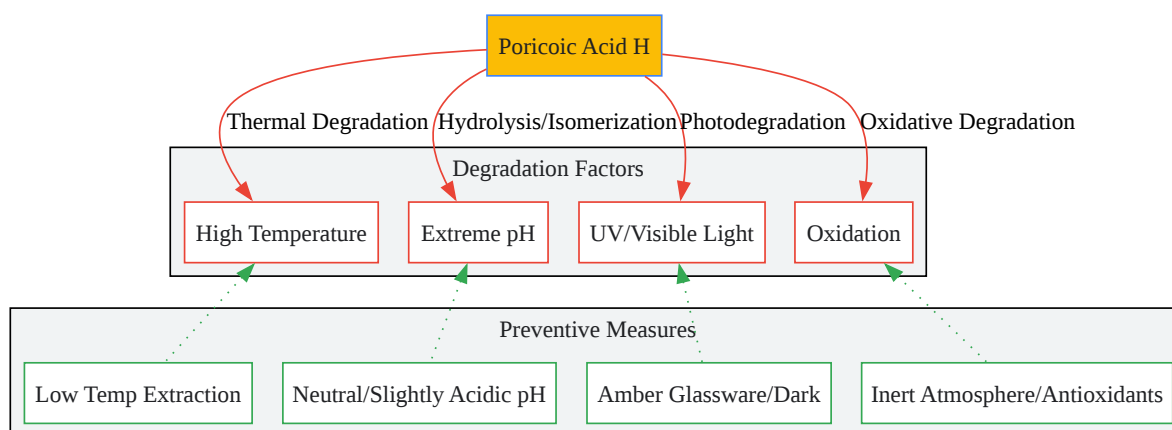 Poricoic Acid H
Thermal Degradation
Hydrolysis/Isomerization
Photodegradation
Oxidative Degradation
Degradation Factors
High Temperature
Extreme pH
UV/Visible Light
Oxidation
Preventive Measures
Low Temp Extraction
Neutral/Slightly Acidic pH
Amber Glassware/Dark
Inert Atmosphere/Antioxidants